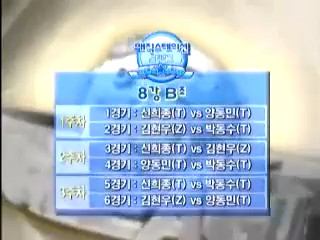 8강 B조
1주차
1경기 : 신희종(T) vs 양동민(T)
2경기 : 김현우(Z) vs 박동수(T)
2주차
3경기 : 신희종(T) vs 김현우(Z)
4경기 : 양동민(T) vs 박동수(T)
3주차
5경기 : 신희종(T) vs 박동수(T)
6경기 : 김현우(Z) vs 양동민(T)